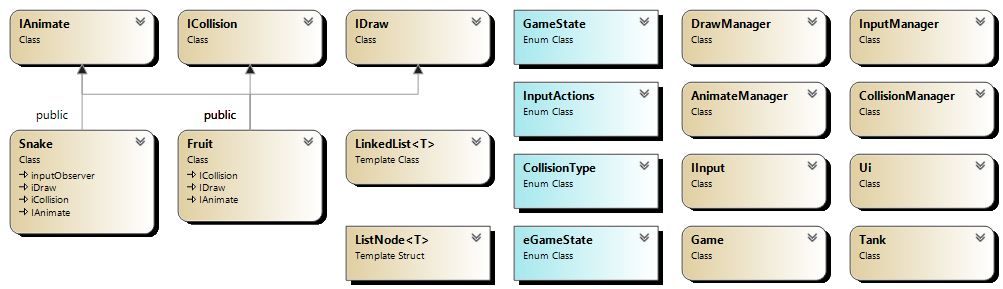 IAnimate
Class
ICollision
Class
IDraw
Class
GameState
Enum Class
DrawManager
Class
InputManager
Class
InputActions
Enum Class
AnimateManager
Class
CollisionManager
Class
public
public
Snake
Class
inputObserver
iDraw
iCollision
IAnimate
Fruit
Class
ICollision
IDraw
IAnimate
LinkedList<T>
Template Class
CollisionType
Enum Class
IInput
Class
Ui
Class
ListNode<T>
Template Struct
eGameState
Enum Class
Game
Class
Tank
Class